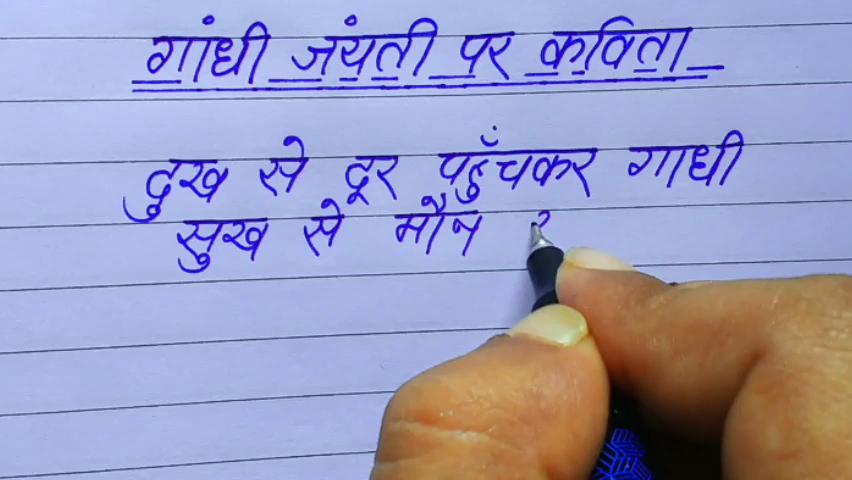 गांधी जयंती पर कविता
दुख से दूर पहुँचकर गाधी
सुख से मौन